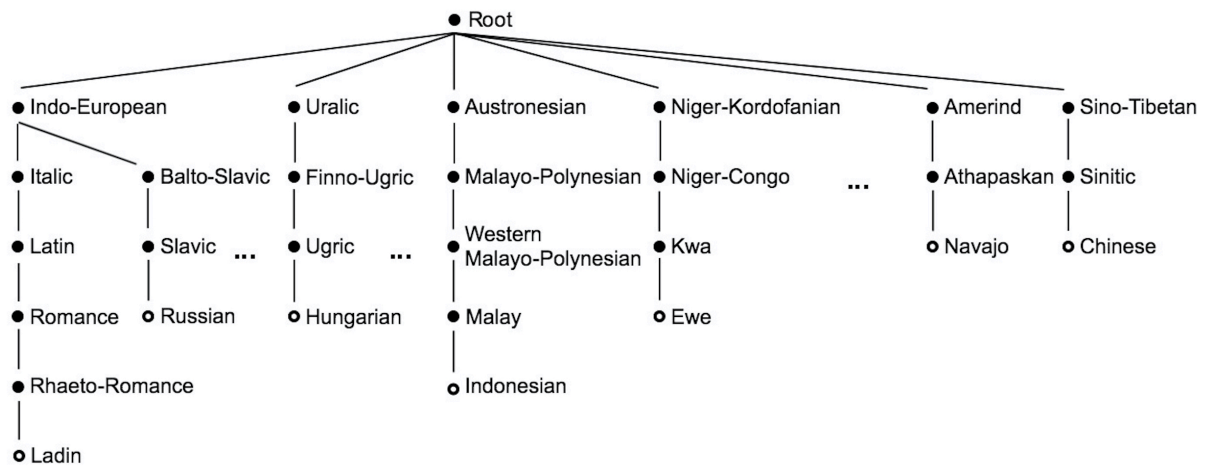 Root
Indo-European Uralic Austronesian Niger-Kordofanian Amerind Sino-Tibetan
Italic Balto-Slavic Finno-Ugric Malayo-Polynesian Niger-Congo ... Athapaskan Sinitic
Latin Slavic ... Ugric ... Western
Malayo-Polynesian Kwa Navajo Chinese
Romance Russian Hungarian Malay Ewe
Rhaeto-Romance Indonesian
Ladin